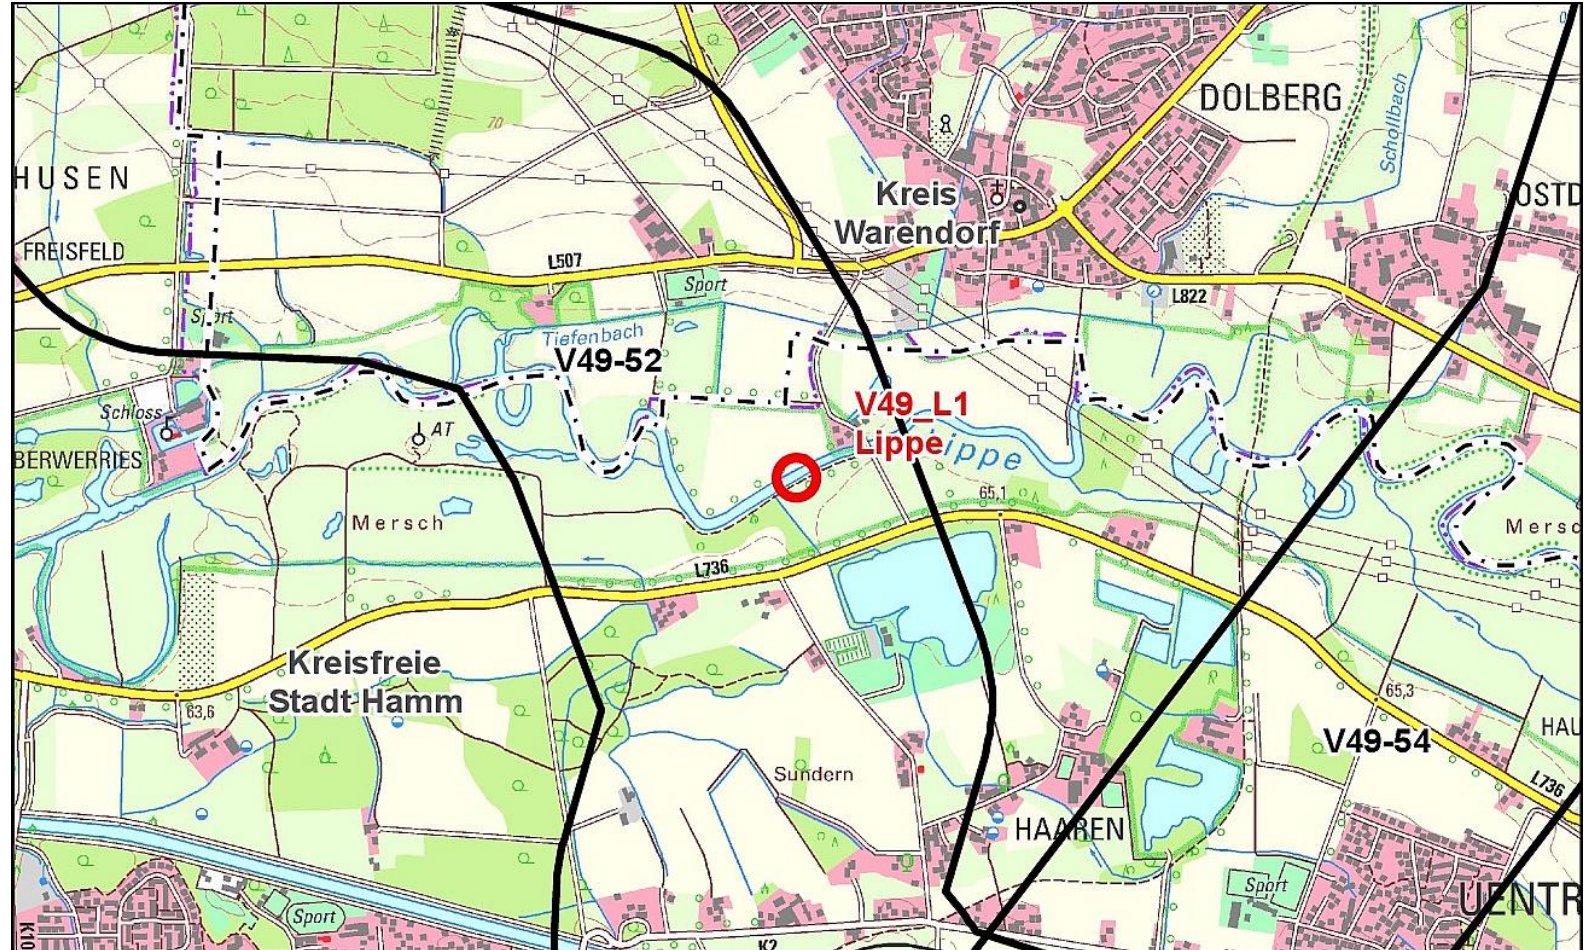 DOLBERG
Schollbach
70
HUSEN
Kreis
Warendorf
OSTD
FREISFELD
L507
Sport
L822
Sport
Tiefenbach
V49-52
Schloss
AT
V49_L1
Lippe
ippe
BERWERRIES
65,1
Mersch
Mersc
L736
Kreisfreie
Stadt Hamm
63,6
65,3
V49-54
HAU
Sundern
L736
HAAREN
Sport
UENTR
Sport
K10
K2